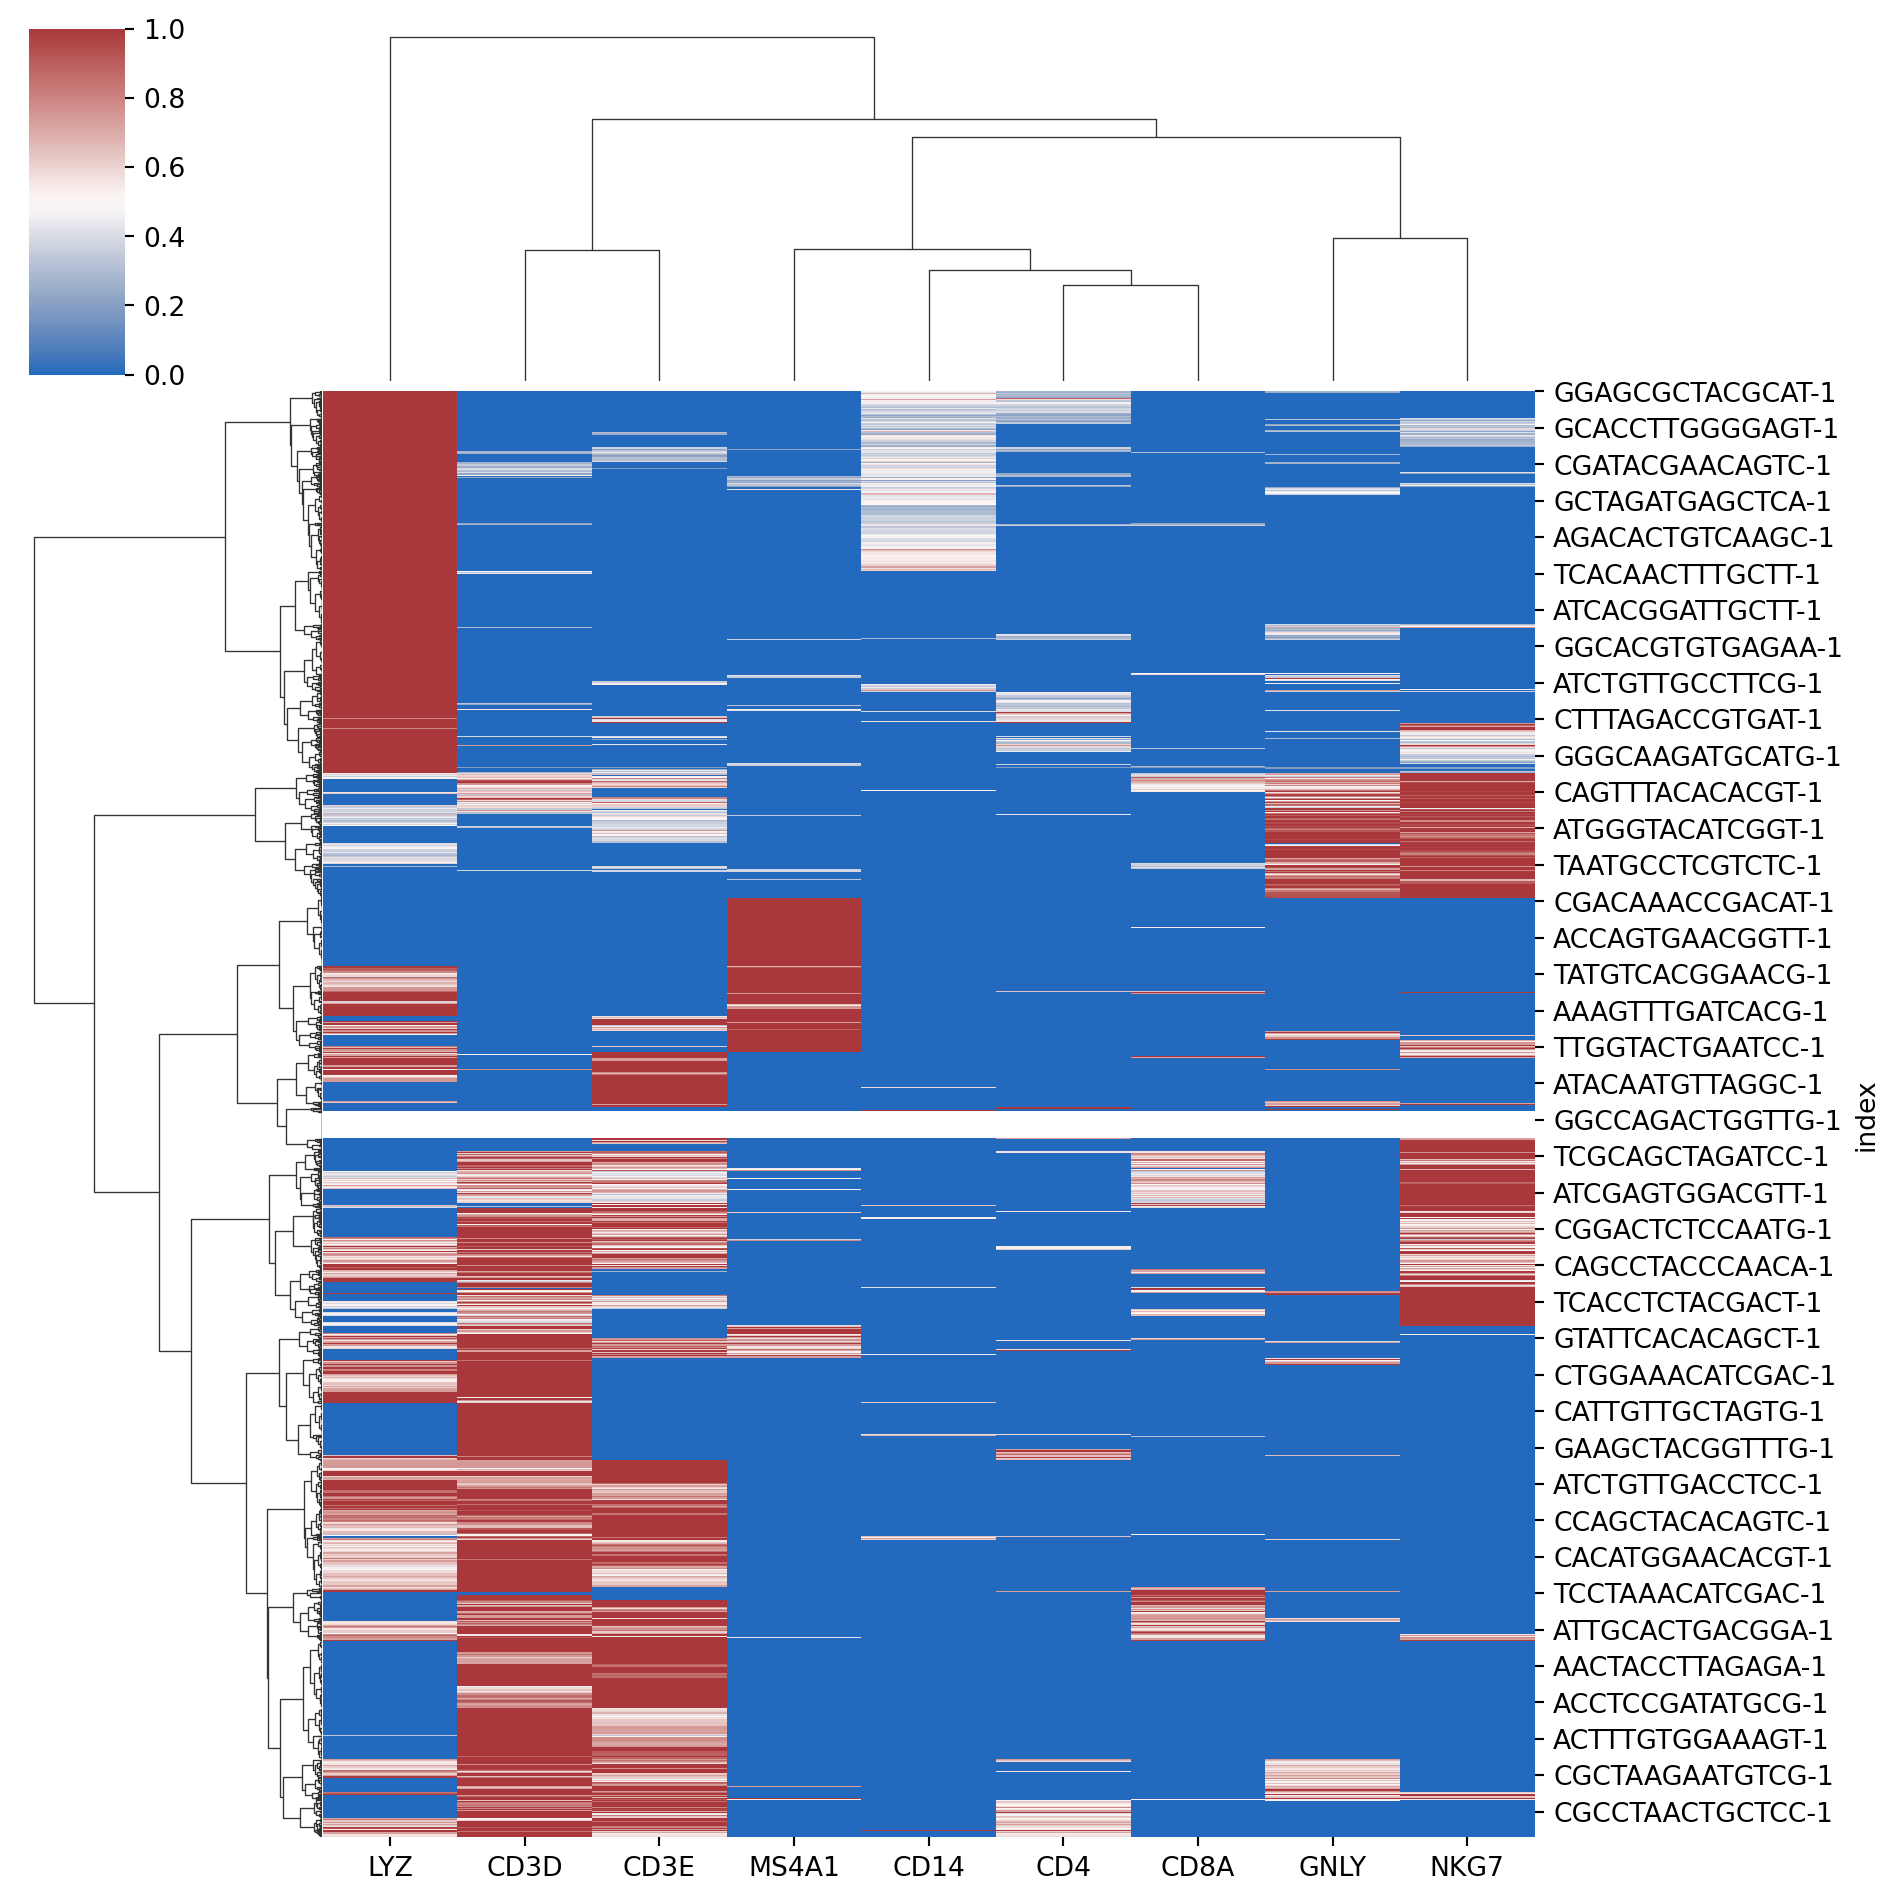 1.0
0.8
0.6
0.4
0.2
0.0
GGAGCGCTACGCAT-1
GCACCTTGGGGAGT-1
CGATACGAACAGTC-1
GCTAGATGAGCTCA-1
AGACACTGTCAAGC-1
TCACAACTTTGCTT-1
ATCACGGATTGCTT-1
GGCACGTGTGAGAA-1
ATCTGTTGCCTTCG-1
CTTTAGACCGTGAT-1
GGGCAAGATGCATG-1
CAGTTTACACACGT-1
ATGGGTACATCGGT-1
TAATGCCTCGTCTC-1
CGACAAACCGACAT-1
ACCAGTGAACGGTT-1
TATGTCACGGAACG-1
AAAGTTTGATCACG-1
TTGGTACTGAATCC-1
ATACAATGTTAGGC-1
GGCCAGACTGGTTG-1
TCGCAGCTAGATCC-1
ATCGAGTGGACGTT-1
CGGACTCTCCAATG-1
CAGCCTACCCAACA-1
TCACCTCTACGACT-1
GTATTCACACAGCT-1
CTGGAAACATCGAC-1
CATTGTTGCTAGTG-1
GAAGCTACGGTTTG-1
ATCTGTTGACCTCC-1
CCAGCTACACAGTC-1
CACATGGAACACGT-1
TCCTAAACATCGAC-1
ATTGCACTGACGGA-1
AACTACCTTAGAGA-1
ACCTCCGATATGCG-1
ACTTTGTGGAAAGT-1
CGCTAAGAATGTCG-1
CGCCTAACTGCTCC-1
index
LYZ CD3D CD3E MS4A1 CD14 CD4 CD8A GNLY NKG7